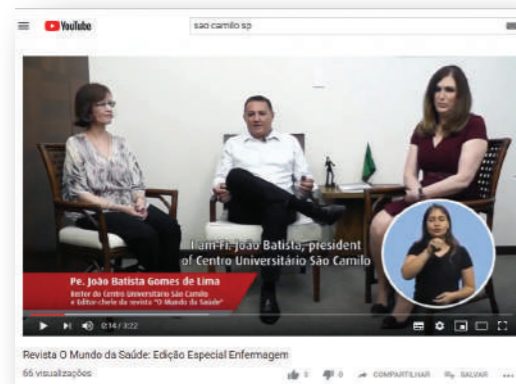 YouTube
sao camilo sp
I am Fr. João Batista, president
of Centro Universitário São Camilo
Pe. João Batista Gomes de Lima
Reitor do Centro Universitário São Camilo
e Editor-chefe da revista "O Mundo da Saúde"
0:14 / 3:22
Revista O Mundo da Saúde: Edição Especial Enfermagem
66 visualizações
0
COMPARTILHAR
SALVAR